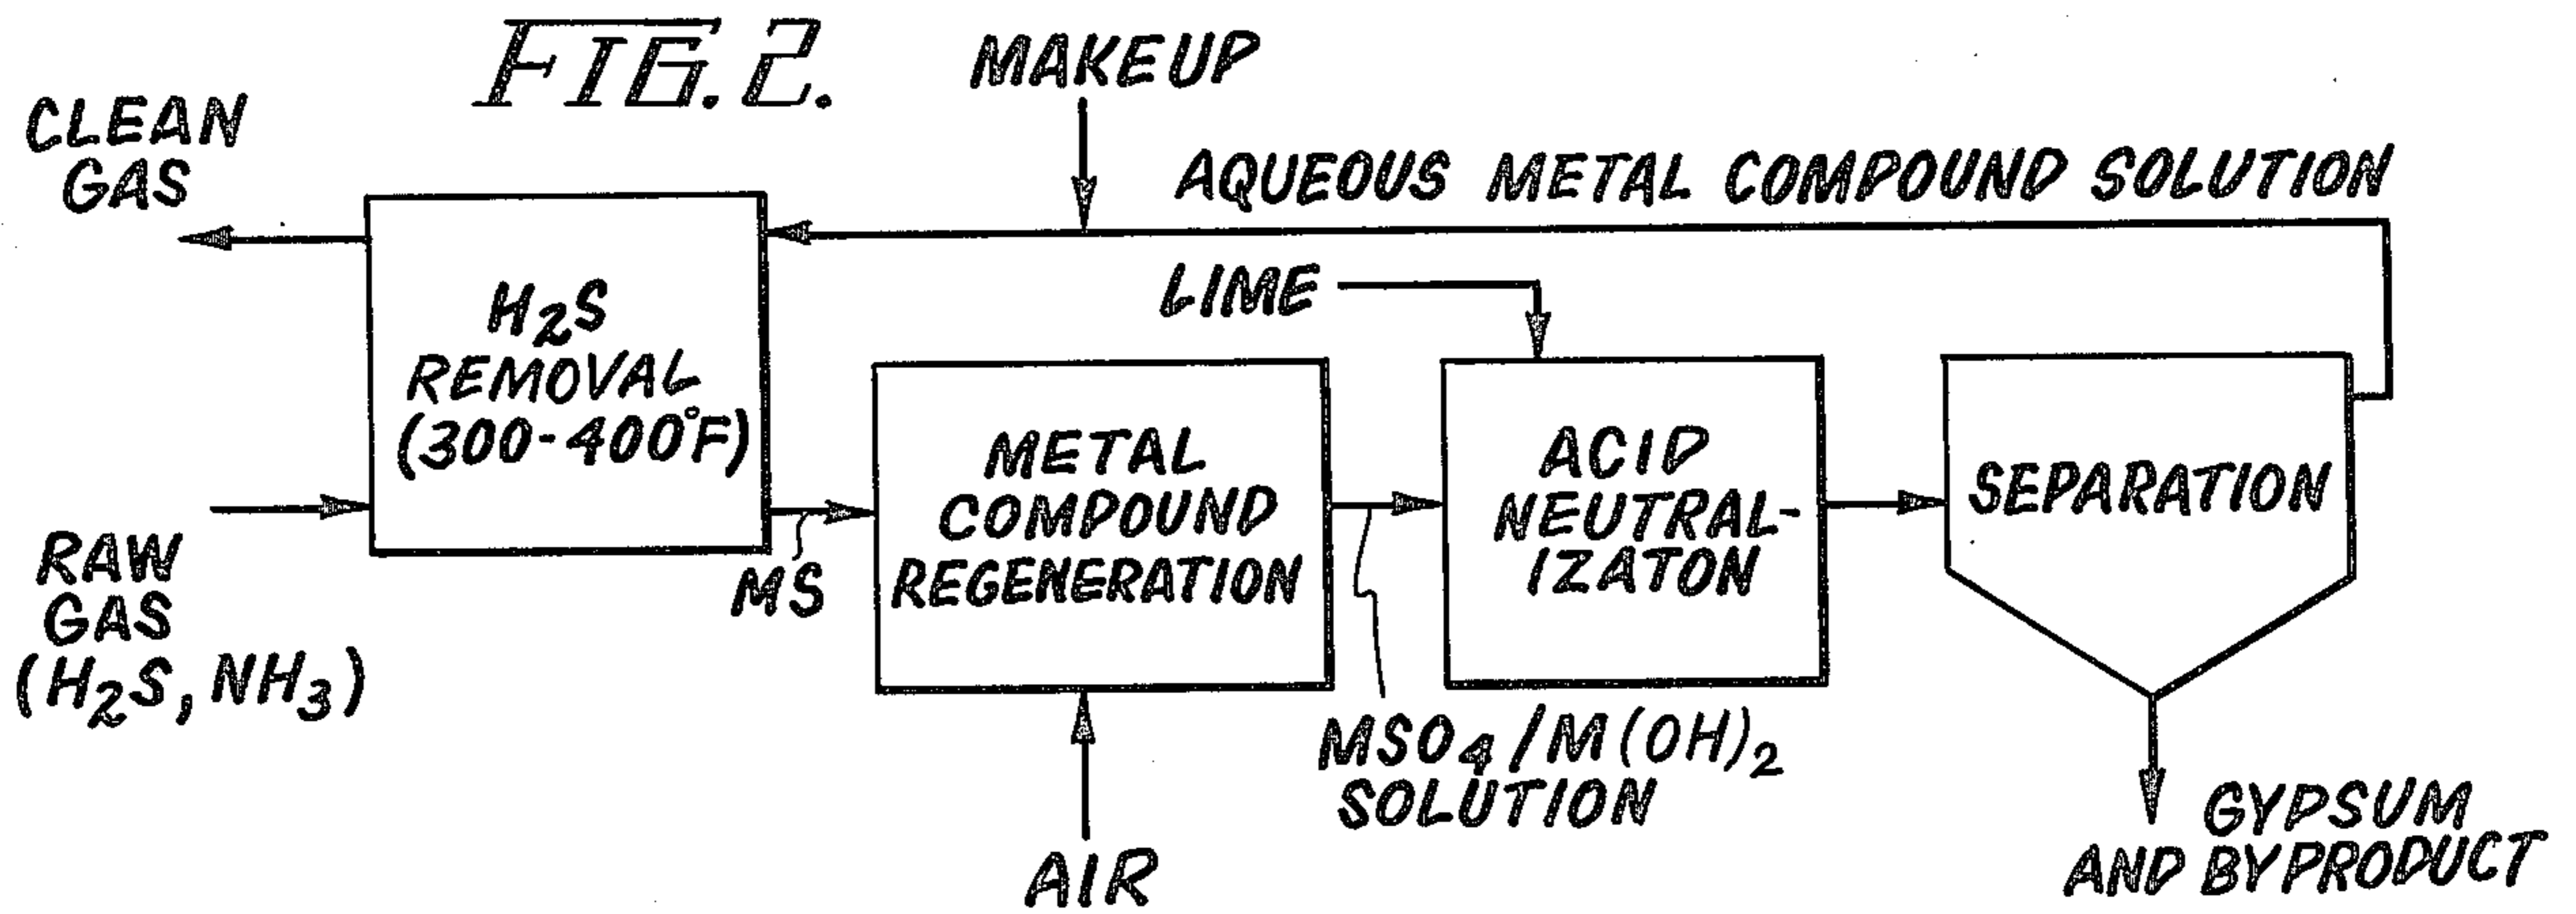 FIG. 2.
MAKEUP
CLEAN
GAS
AQUEOUS METAL COMPOUND SOLUTION
H2S
REMOVAL
(300-400°F)
LIME
RAW
GAS
(H2S, NH3)
MS
METAL
COMPOUND
REGENERATION
ACID
NEUTRAL-
IZATON
SEPARATION
MSO4/M(OH)2
SOLUTION
AIR
GYPSUM
AND BYPRODUCT